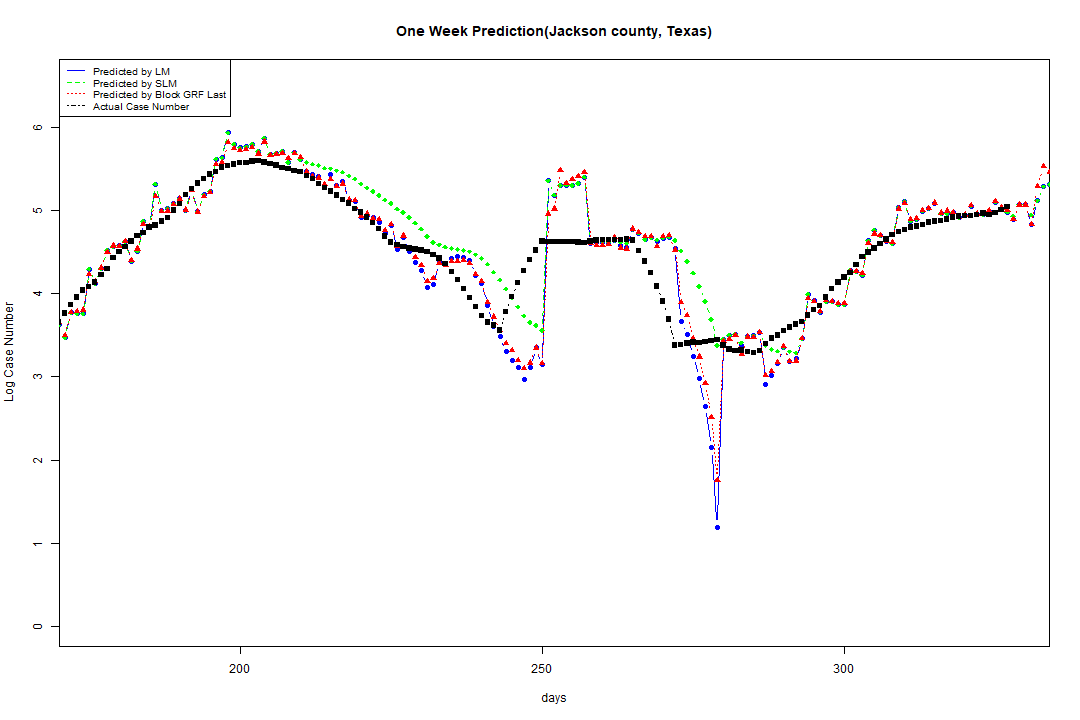 One Week Prediction(Jackson county, Texas)
Predicted by LM
Predicted by SLM
Predicted by Block GRF Last
Actual Case Number
6
5
4
3
2
1
0
Log Case Number
200
250
300
days